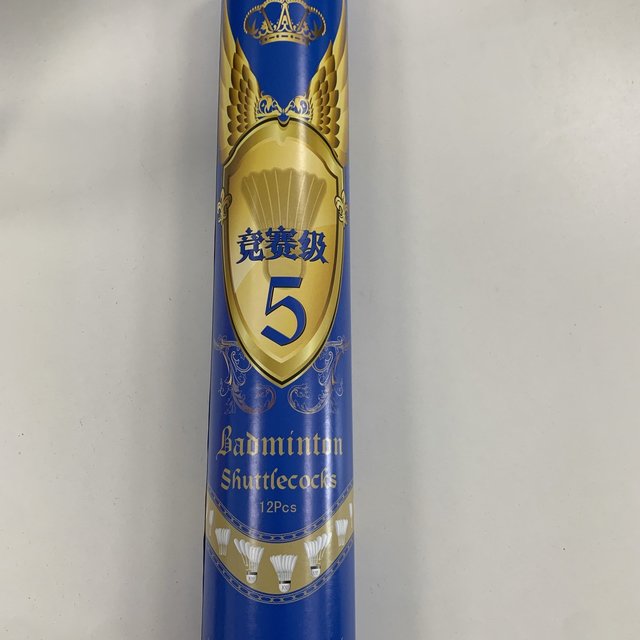 竞赛级
5
Badminton
Shuttlecocks
12Pcs